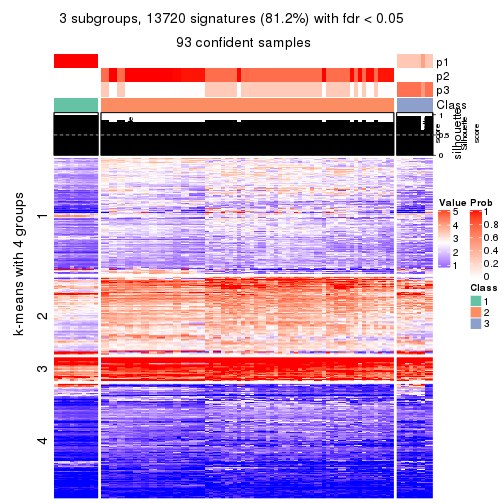 3 subgroups, 13720 signatures (81.2%) with fdr < 0.05
93 confident samples
p1
p2
p3
Class
silhouette
score
1
0.5
0
k-means with 4 groups
1
2
3
4
Value
5
4
3
2
1
Prob
1
0.8
0.6
0.4
0.2
0
Class
1
2
3